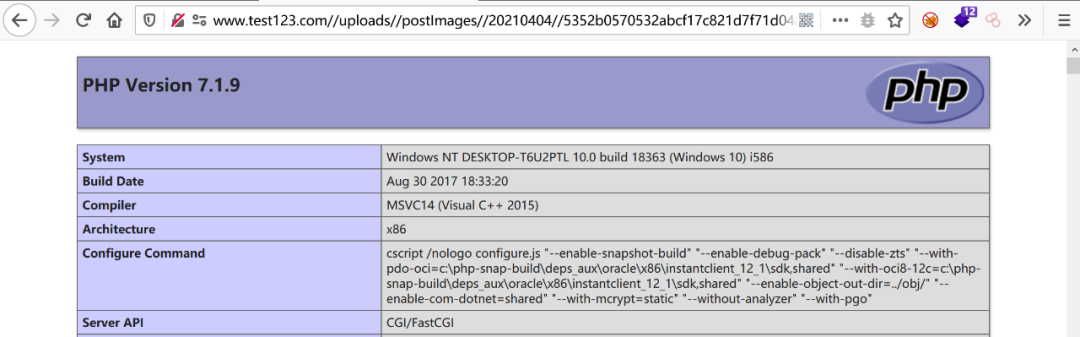 www.test123.com//uploads//postImages//20210404//5352b0570532abcf17c821d7f71d04
12
PHP Version 7.1.9
php
System
Windows NT DESKTOP-T6U2PTL 10.0 build 18363 (Windows 10) i586
Build Date
Aug 30 2017 18:33:20
Compiler
MSVC14 (Visual C++ 2015)
Architecture
x86
Configure Command
cscript /nologo configure.js "--enable-snapshot-build" "--enable-debug-pack" "--disable-zts" "--with-
pdo-oci=c:\php-snap-build\deps_aux\oracle\x86\instantclient_12_1\sdk,shared" "--with-oci8-12c=c:\php-
snap-build\deps_aux\oracle\x86\instantclient_12_1\sdk,shared" "--enable-object-out-dir=../obj/" "--
enable-com-dotnet=shared" "--with-mcrypt=static" "--without-analyzer" "--with-pgo"
Server API
CGI/FastCGI